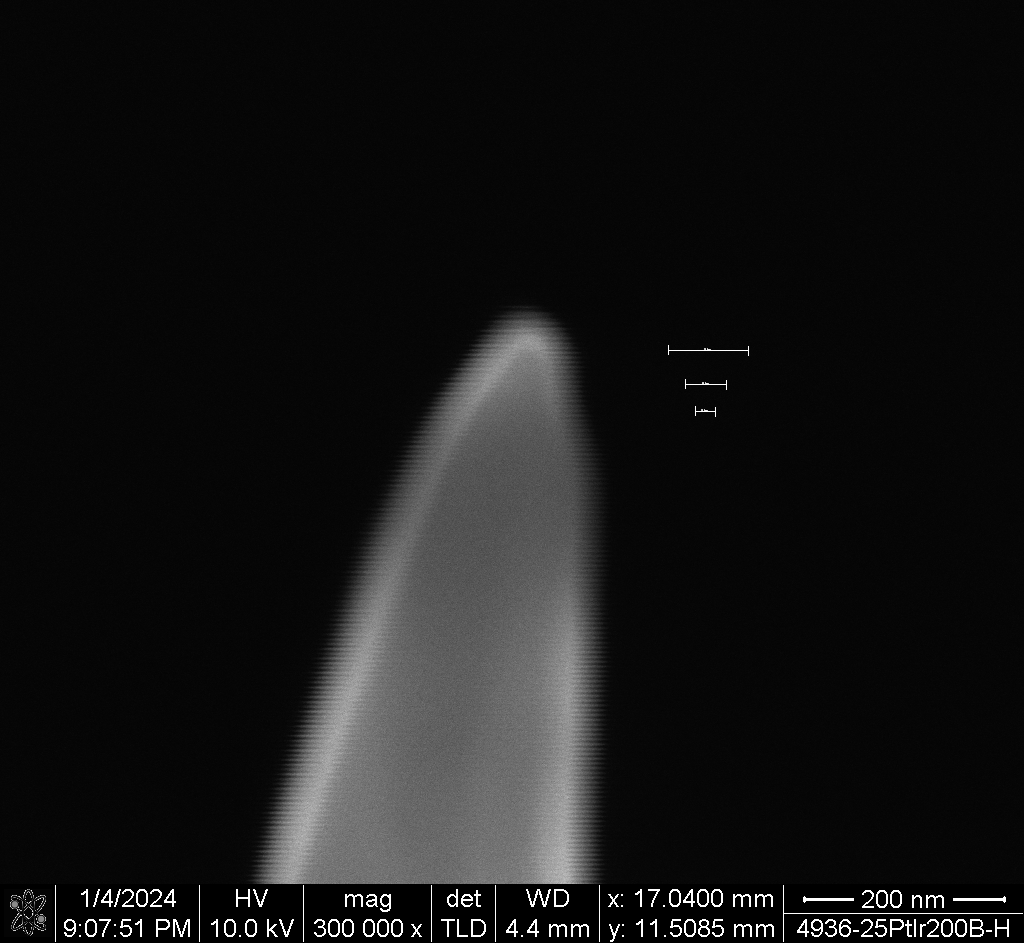 1/4/2024
9:07:51 PM
HV
10.0 kV
mag
300 000 x
det
TLD
WD
4.4 mm
x: 17.0400 mm
y: 11.5085 mm
200 nm
4936-25PtIr200B-H